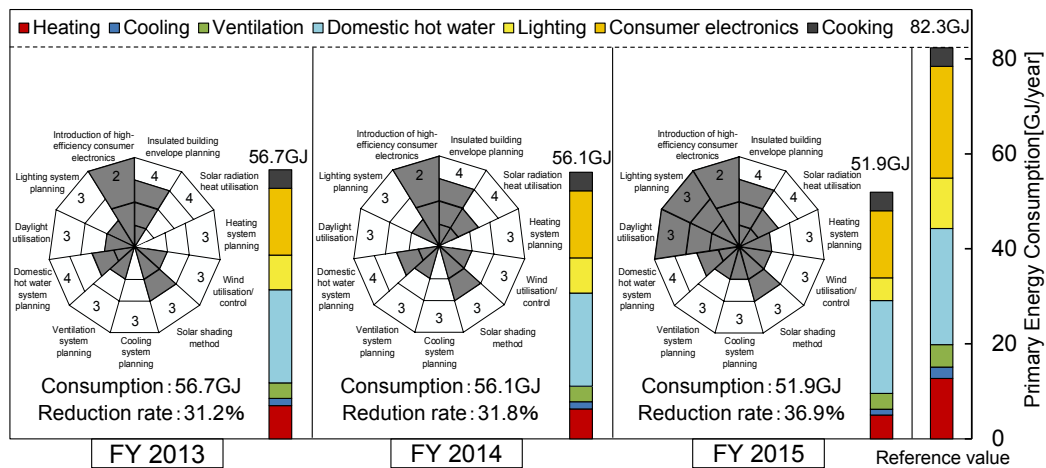 Heating Cooling Ventilation Domestic hot water Lighting Consumer electronics Cooking 82.3GJ
Introduction of high-
efficiency consumer
electronics
Insulated building
envelope planning
Solar radiation
heat utilisation
Heating system
planning
Wind
utilisation/
control
Solar shading
method
Cooling
system
planning
Ventilation
system
planning
Domestic
hot water
system
planning
Daylight
utilisation
Lighting system
planning
2
4
4
3
3
3
3
3
4
3
3
56.7GJ
Consumption:56.7GJ
Redution rate:31.2%
FY 2013
Introduction of high-
efficiency consumer
electronics
Insulated building
envelope planning
Solar radiation
heat utilisation
Heating
system
planning
Wind
utilisation/
control
Solar shading
method
Cooling
system
planning
Ventilation
system
planning
Domestic
hot water
system
planning
Daylight
utilisation
Lighting system
planning
2
4
4
3
3
3
3
3
4
3
3
56.1GJ
Consumption:56.1GJ
Redution rate:31.8%
FY 2014
Introduction of high-
efficiency consumer
electronics
Insulated building
envelope planning
Solar radiation
heat utilisation
Heating
system
planning
Wind
utilisation/
control
Solar shading
method
Cooling
system
planning
Ventilation
system
planning
Domestic
hot water
system
planning
Daylight
utilisation
Lighting system
planning
2
4
4
3
3
3
3
3
4
3
3
51.9GJ
Consumption:51.9GJ
Redution rate:36.9%
FY 2015
Reference value
80
60
40
20
0
Primary Energy Consumption[GJ/year]